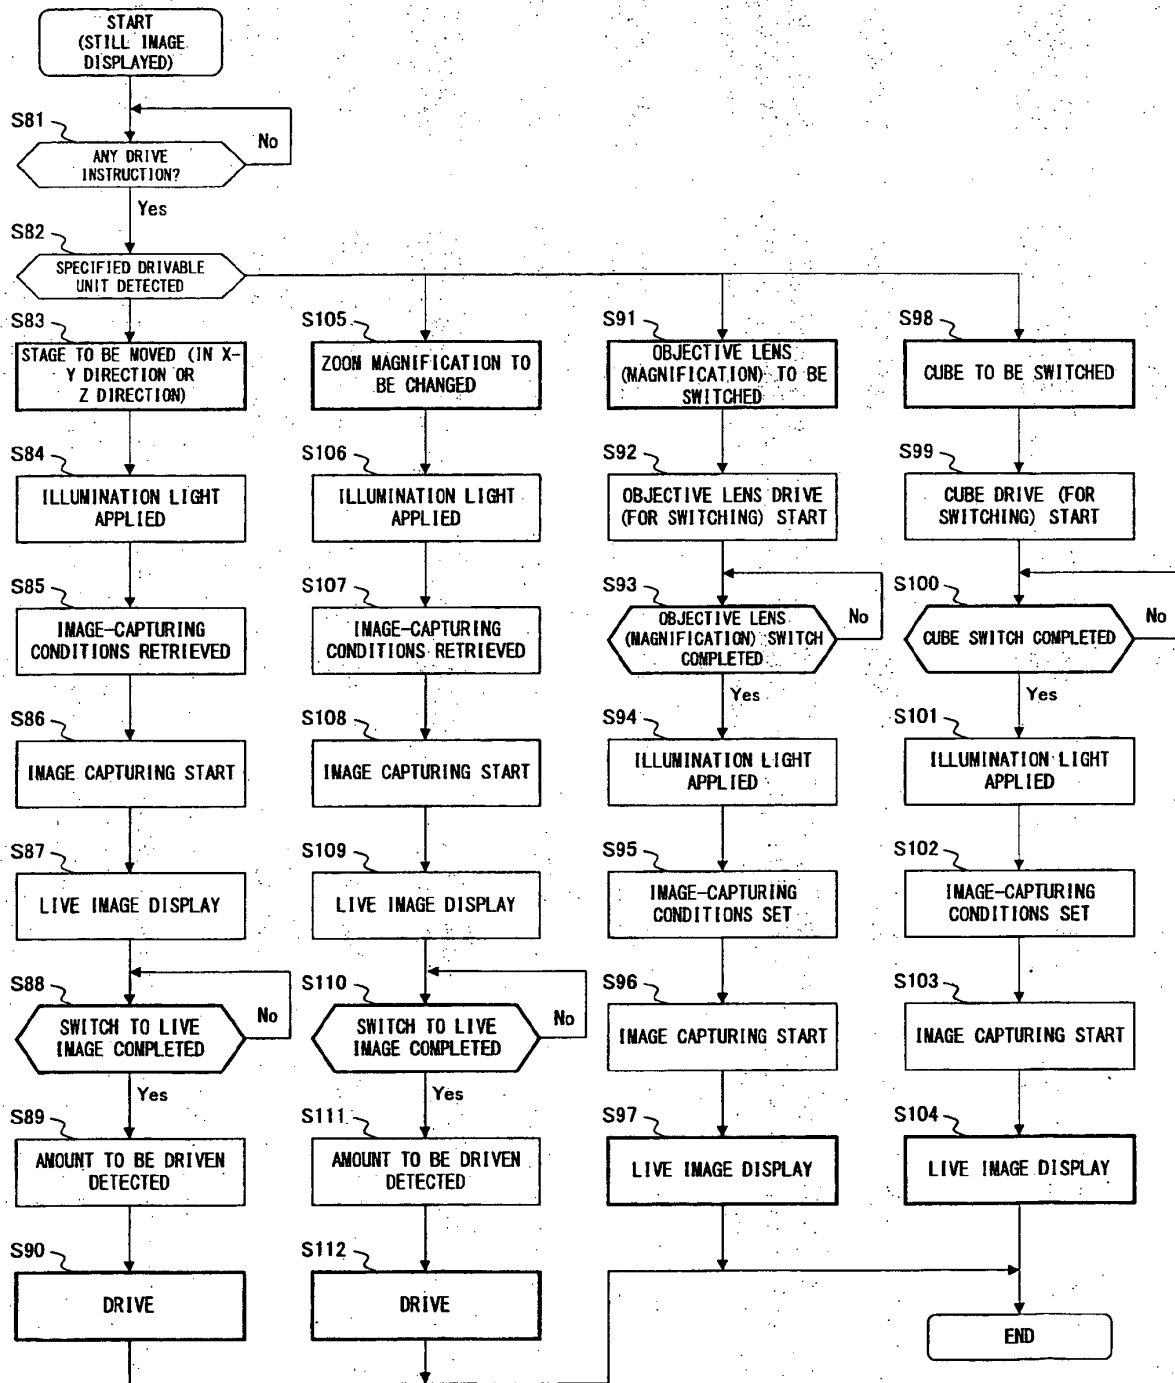 START
(STILL IMAGE
DISPLAYED)
S81
No
ANY DRIVE
INSTRUCTION?
Yes
S82
SPECIFIED DRIVABLE
UNIT DETECTED
S83
STAGE TO BE MOVED (IN X-
Y DIRECTION OR
Z DIRECTION)
S84
ILLUMINATION LIGHT
APPLIED
S85
IMAGE-CAPTURING
CONDITIONS RETRIEVED
S86
IMAGE CAPTURING START
S87
LIVE IMAGE DISPLAY
S88
SWITCH TO LIVE
IMAGE COMPLETED
No
Yes
S89
AMOUNT TO BE DRIVEN
DETECTED
S90
DRIVE
S105
ZOOM MAGNIFICATION TO
BE CHANGED
S106
ILLUMINATION LIGHT
APPLIED
S107
IMAGE-CAPTURING
CONDITIONS RETRIEVED
S108
IMAGE CAPTURING START
S109
LIVE IMAGE DISPLAY
S110
SWITCH TO LIVE
IMAGE COMPLETED
No
Yes
S111
AMOUNT TO BE DRIVEN
DETECTED
S112
DRIVE
S91
OBJECTIVE LENS
(MAGNIFICATION) TO BE
SWITCHED
S92
OBJECTIVE LENS DRIVE
(FOR SWITCHING) START
S93
OBJECTIVE LENS
(MAGNIFICATION) SWITCH
COMPLETED
No
Yes
S94
ILLUMINATION LIGHT
APPLIED
S95
IMAGE-CAPTURING
CONDITIONS SET
S96
IMAGE CAPTURING START
S97
LIVE IMAGE DISPLAY
S98
CUBE TO BE SWITCHED
S99
CUBE DRIVE (FOR
SWITCHING) START
S100
CUBE SWITCH COMPLETED
No
Yes
S101
ILLUMINATION LIGHT
APPLIED
S102
IMAGE-CAPTURING
CONDITIONS SET
S103
IMAGE CAPTURING START
S104
LIVE IMAGE DISPLAY
END